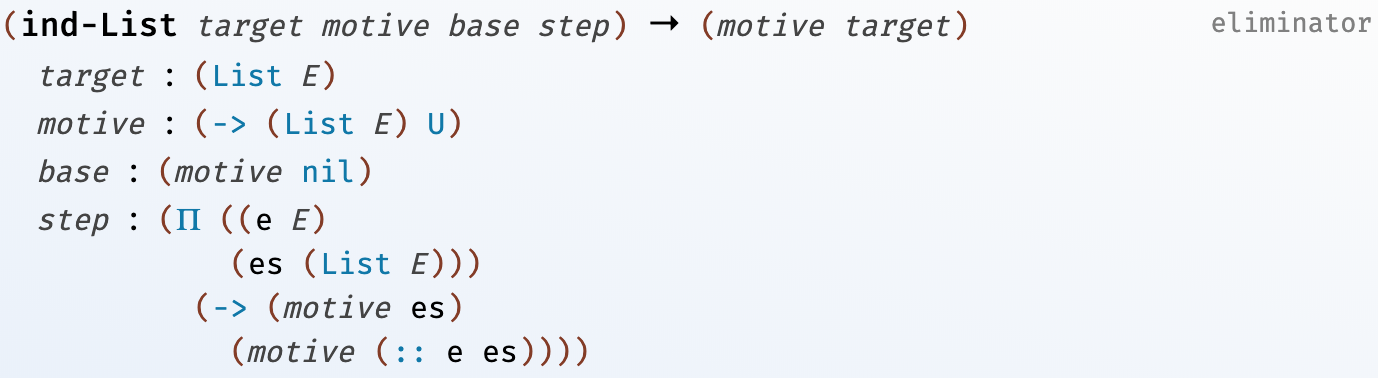 (ind-List target motive base step) → (motive target) eliminator
target : (List E)
motive : (-> (List E) U)
base : (motive nil)
step : (Π ((e E)
(es (List E)))
(-> (motive es)
(motive (:: e es))))